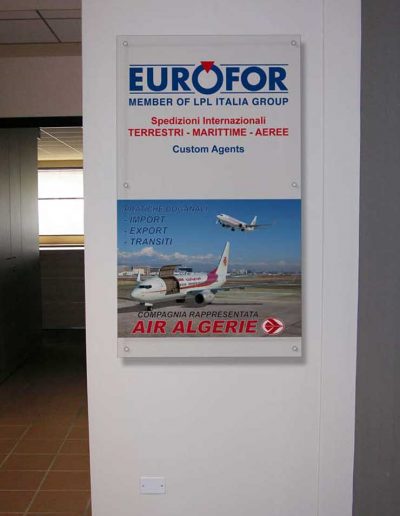 EUROFOR
MEMBER OF LPL ITALIA GROUP
Spedizioni Internazionali
TERRESTRI - MARITTIME - AEREE
Custom Agents
PRATICHE DOGANALI
- IMPORT
- EXPORT
- TRANSITI
COMPAGNIA RAPPRESENTATA
AIR ALGERIE